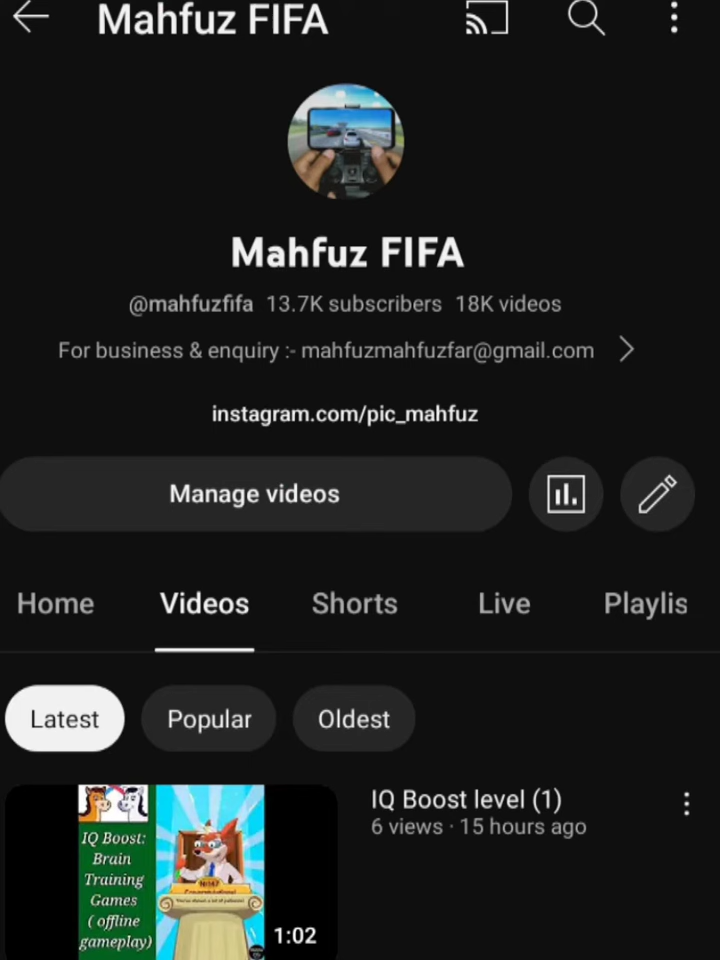 Mahfuz FIFA
Mahfuz FIFA
@mahfuzfifa 13.7K subscribers 18K videos
For business & enquiry :- mahfuzmahfuzfar@gmail.com
instagram.com/pic_mahfuz
Manage videos
Home Videos Shorts Live Playlis
Latest Popular Oldest
IQ Boost:
Brain
Training
Games
( offline
gameplay)
1:02
IQ Boost level (1)
6 views · 15 hours ago